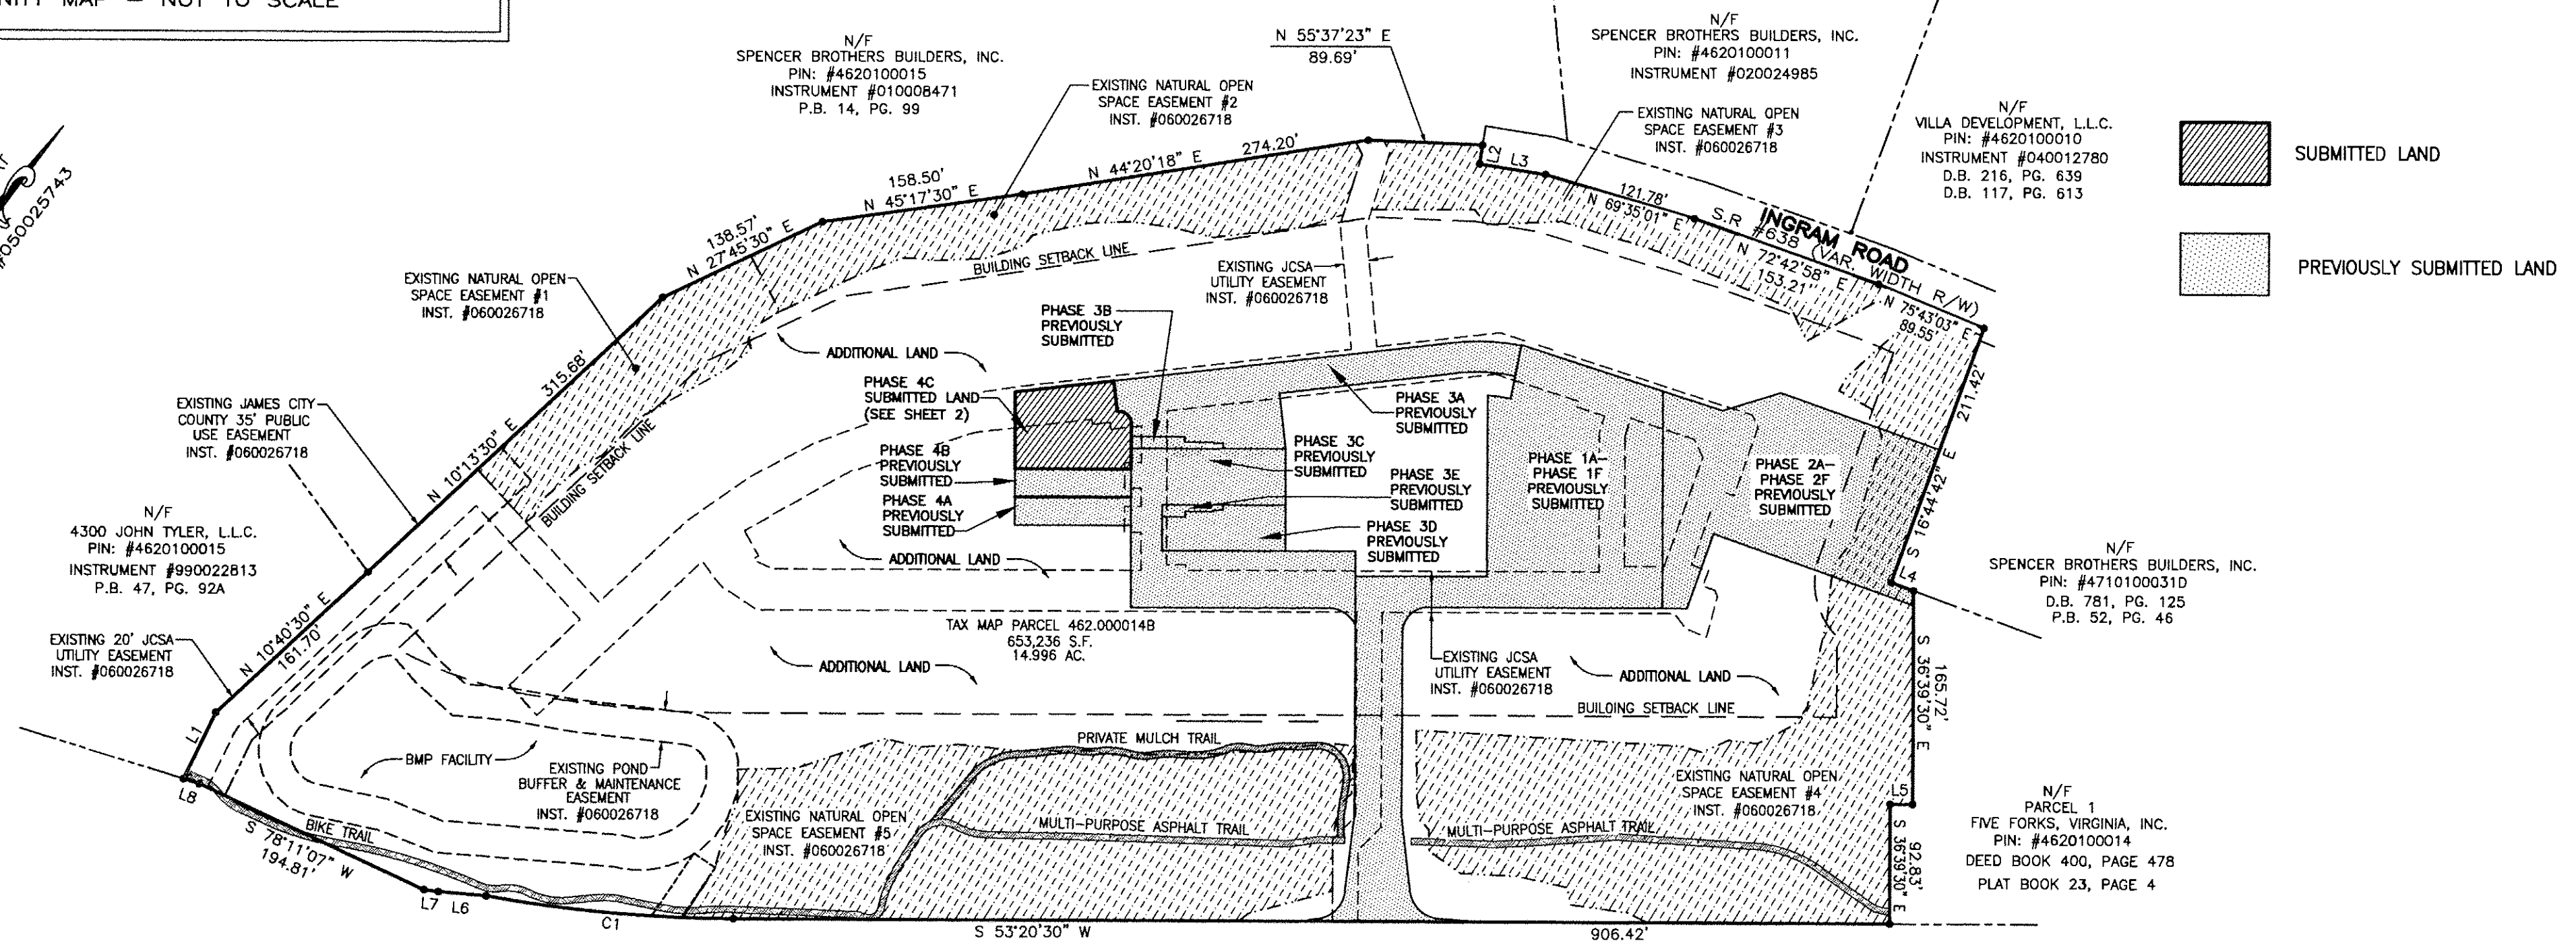 NITY MAP – NOT TO SCALE
#050025743
N/F
SPENCER BROTHERS BUILDERS, INC.
PIN: #4620100015
INSTRUMENT #010008471
P.B. 14, PG. 99
EXISTING NATURAL OPEN
SPACE EASEMENT #2
INST. #060026718
N 55°37'23" E
89.69'
N/F
SPENCER BROTHERS BUILDERS, INC.
PIN: #4620100011
INSTRUMENT #020024985
EXISTING NATURAL OPEN
SPACE EASEMENT #3
INST. #060026718
N/F
VILLA DEVELOPMENT, L.L.C.
PIN: #4620100010
INSTRUMENT #040012780
D.B. 216, PG. 639
D.B. 117, PG. 613
SUBMITTED LAND
PREVIOUSLY SUBMITTED LAND
L2
L3
121.78'
N 69°35'01" E
S.R #638 (VAR. WIDTH R/W)
INGRAM ROAD
N 72°42'58" E
153.21'
N 75°43'03" E
89.55'
274.20'
N 44°20'18" E
158.50'
N 45°17'30" E
138.57'
N 27°45'30" E
BUILDING SETBACK LINE
EXISTING JCSA
UTILITY EASEMENT
INST. #060026718
EXISTING NATURAL OPEN
SPACE EASEMENT #1
INST. #060026718
315.68'
N 10°13'30" E
BUILDING SETBACK LINE
EXISTING JAMES CITY
COUNTY 35' PUBLIC
USE EASEMENT
INST. #060026718
PHASE 3B
PREVIOUSLY
SUBMITTED
ADDITIONAL LAND
PHASE 4C
SUBMITTED LAND
(SEE SHEET 2)
PHASE 4B
PREVIOUSLY
SUBMITTED
PHASE 4A
PREVIOUSLY
SUBMITTED
PHASE 3A
PREVIOUSLY
SUBMITTED
PHASE 3C
PREVIOUSLY
SUBMITTED
PHASE 3E
PREVIOUSLY
SUBMITTED
PHASE 3D
PREVIOUSLY
SUBMITTED
PHASE 1A–
PHASE 1F
PREVIOUSLY
SUBMITTED
PHASE 2A–
PHASE 2F
PREVIOUSLY
SUBMITTED
211.42'
S 16°44'42" E
L4
N/F
4300 JOHN TYLER, L.L.C.
PIN: #4620100015
INSTRUMENT #990022813
P.B. 47, PG. 92A
ADDITIONAL LAND
N/F
SPENCER BROTHERS BUILDERS, INC.
PIN: #4710100031D
D.B. 781, PG. 125
P.B. 52, PG. 46
EXISTING 20' JCSA
UTILITY EASEMENT
INST. #060026718
N 10°40'30" E
161.70'
TAX MAP PARCEL 462.000014B
653,236 S.F.
14.996 AC.
ADDITIONAL LAND
EXISTING JCSA
UTILITY EASEMENT
INST. #060026718
ADDITIONAL LAND
BUILDING SETBACK LINE
S 36°39'30" E
165.72'
L1
PRIVATE MULCH TRAIL
BMP FACILITY
EXISTING POND
BUFFER & MAINTENANCE
EASEMENT
INST. #060026718
EXISTING NATURAL OPEN
SPACE EASEMENT #4
INST. #060026718
L5
N/F
PARCEL 1
FIVE FORKS, VIRGINIA, INC.
PIN: #4620100014
DEED BOOK 400, PAGE 478
PLAT BOOK 23, PAGE 4
L8
BIKE TRAIL
S 78°11'07" W
194.81'
EXISTING NATURAL OPEN
SPACE EASEMENT #5
INST. #060026718
MULTI-PURPOSE ASPHALT TRAIL
MULTI-PURPOSE ASPHALT TRAIL
S 36°39'30" E
92.83'
L7
L6
C1
S 53°20'30" W
906.42'